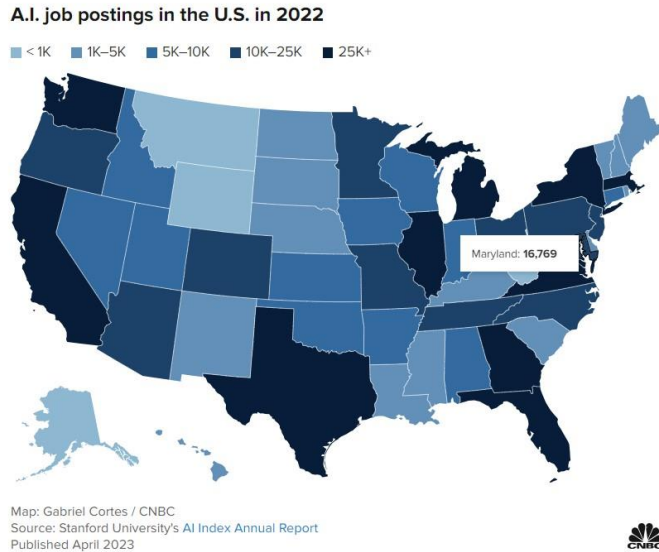 A.I. job postings in the U.S. in 2022
< 1K 1K–5K 5K–10K 10K–25K 25K+
Maryland: 16,769
Map: Gabriel Cortes / CNBC
Source: Stanford University's AI Index Annual Report
Published April 2023
CNBC